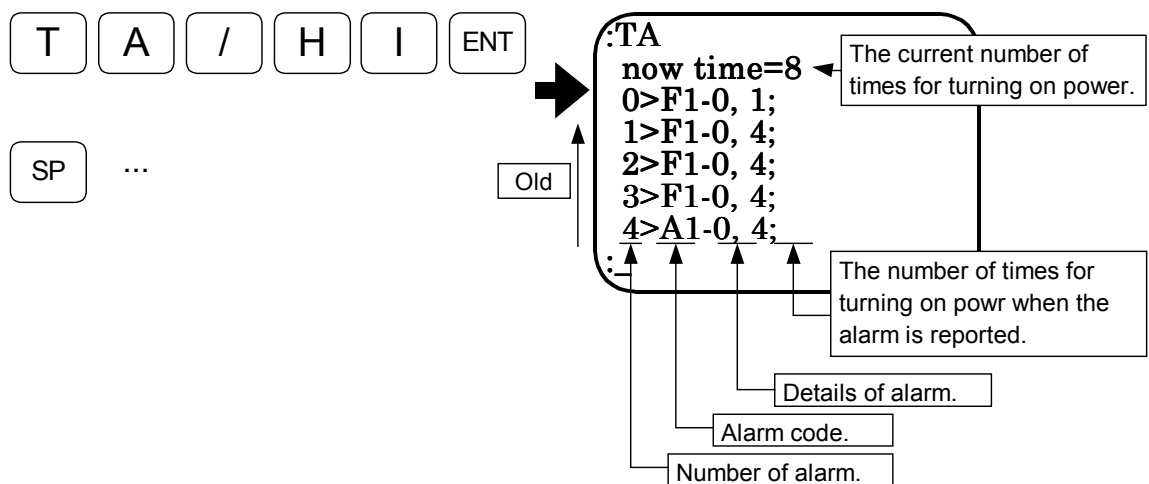 T A / H I ENT
SP ...
Old
:TA
now time=8
0>F1-0, 1;
1>F1-0, 4;
2>F1-0, 4;
3>F1-0, 4;
4>A1-0, 4;
:_
The current number of
times for turning on power.
The number of times for
turning on powr when the
alarm is reported.
Details of alarm.
Alarm code.
Number of alarm.